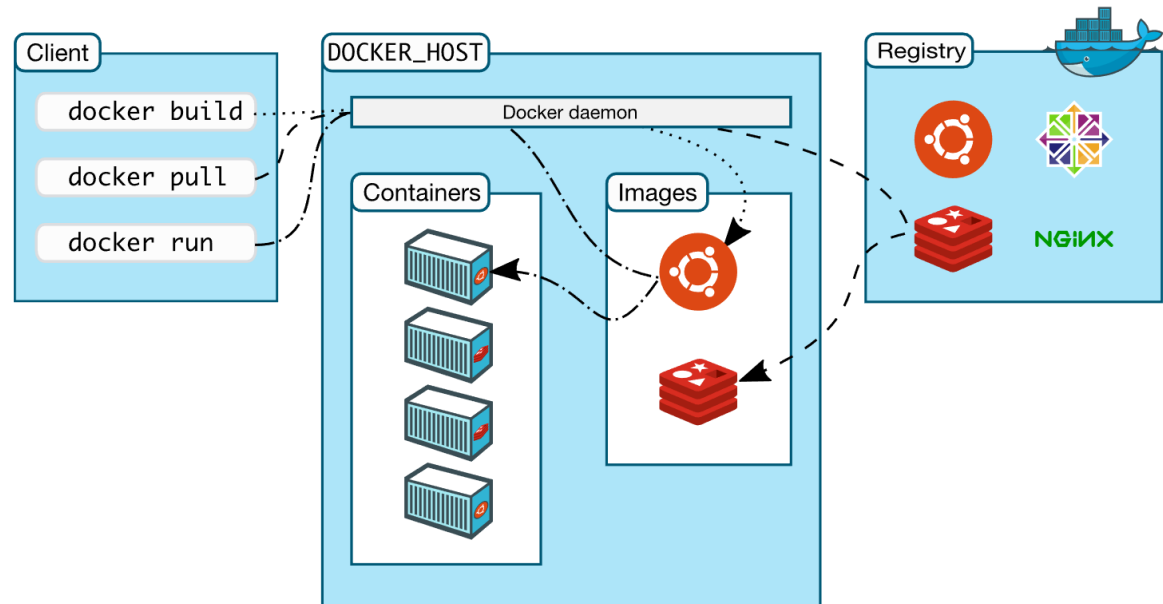 Client
docker build
docker pull
docker run
DOCKER_HOST
Docker daemon
Containers
Images
Registry
NGINX